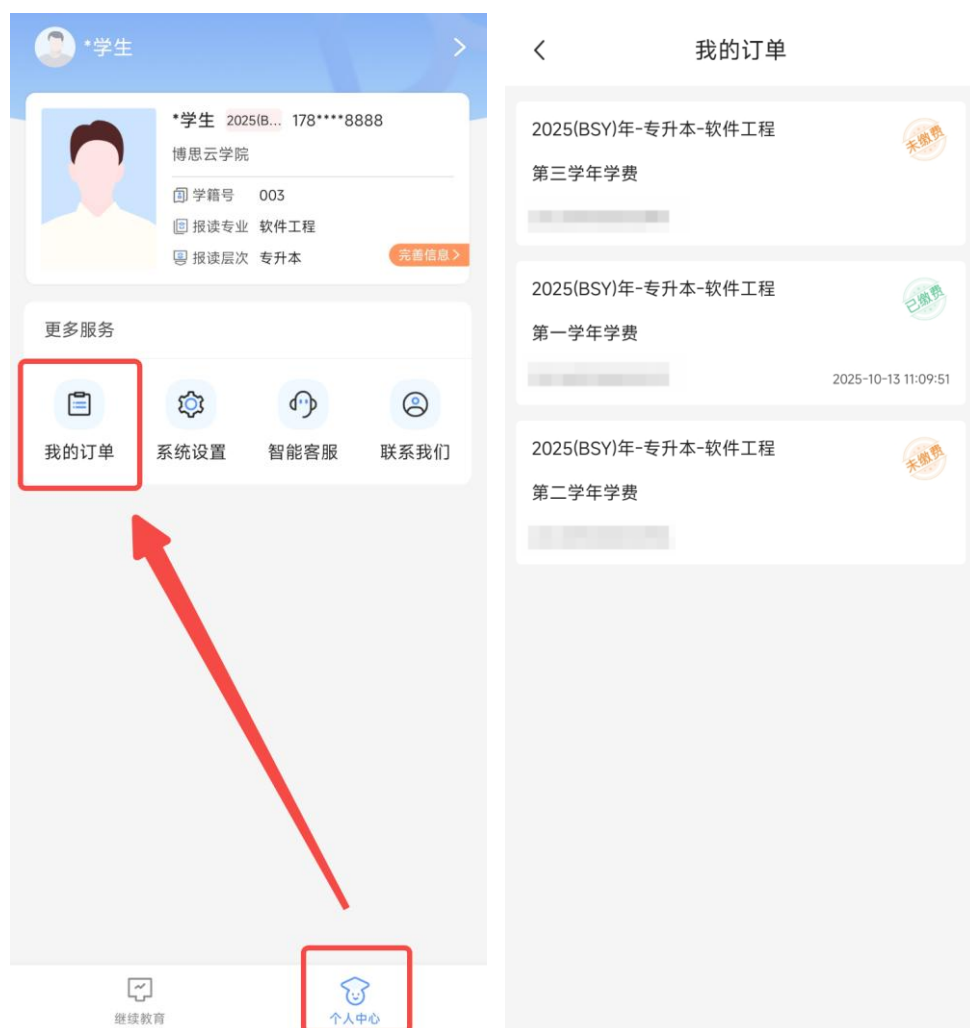 *学生
*学生 2025(B... 178****8888
博思云学院
学籍号 003
报读专业 软件工程
报读层次 专升本
完善信息>
更多服务
我的订单 系统设置 智能客服 联系我们
继续教育 个人中心
我的订单
2025(BSY)年-专升本-软件工程
未缴费
第三学年学费
2025(BSY)年-专升本-软件工程
已缴费
第一学年学费
2025-10-13 11:09:51
2025(BSY)年-专升本-软件工程
未缴费
第二学年学费